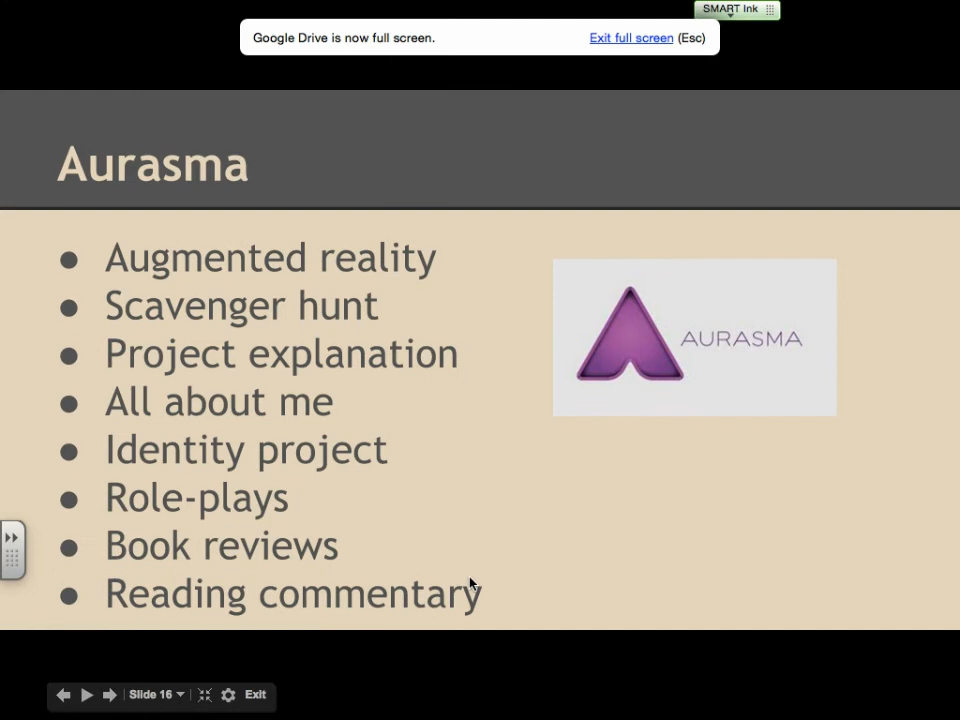 SMART Ink
Google Drive is now full screen. Exit full screen (Esc)
Aurasma
● Augmented reality
● Scavenger hunt
● Project explanation
● All about me
● Identity project
● Role-plays
● Book reviews
● Reading commentary
AURASMA
Slide 16 Exit